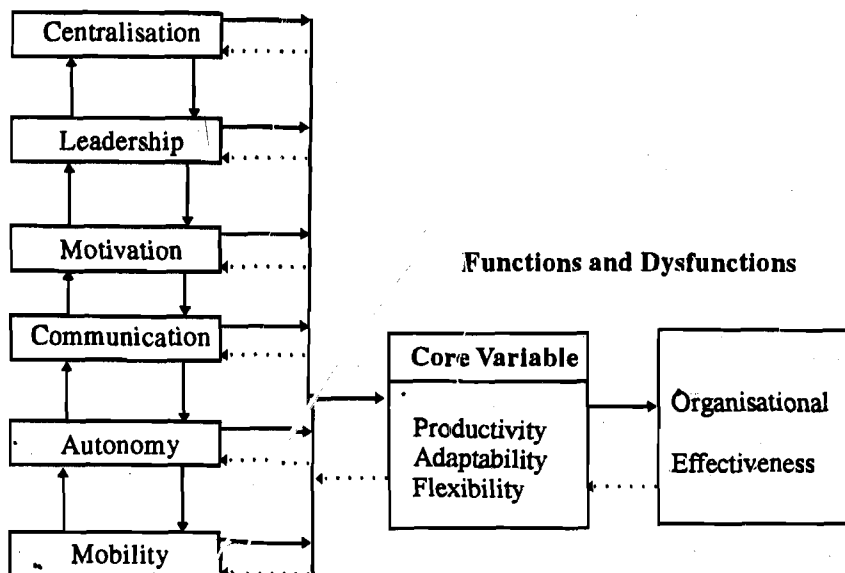 Centralisation
Leadership
Motivation
Communication
Autonomy
Mobility
Functions and Dysfunctions
Core Variable
Productivity
Adaptability
Flexibility
Organisational
Effectiveness